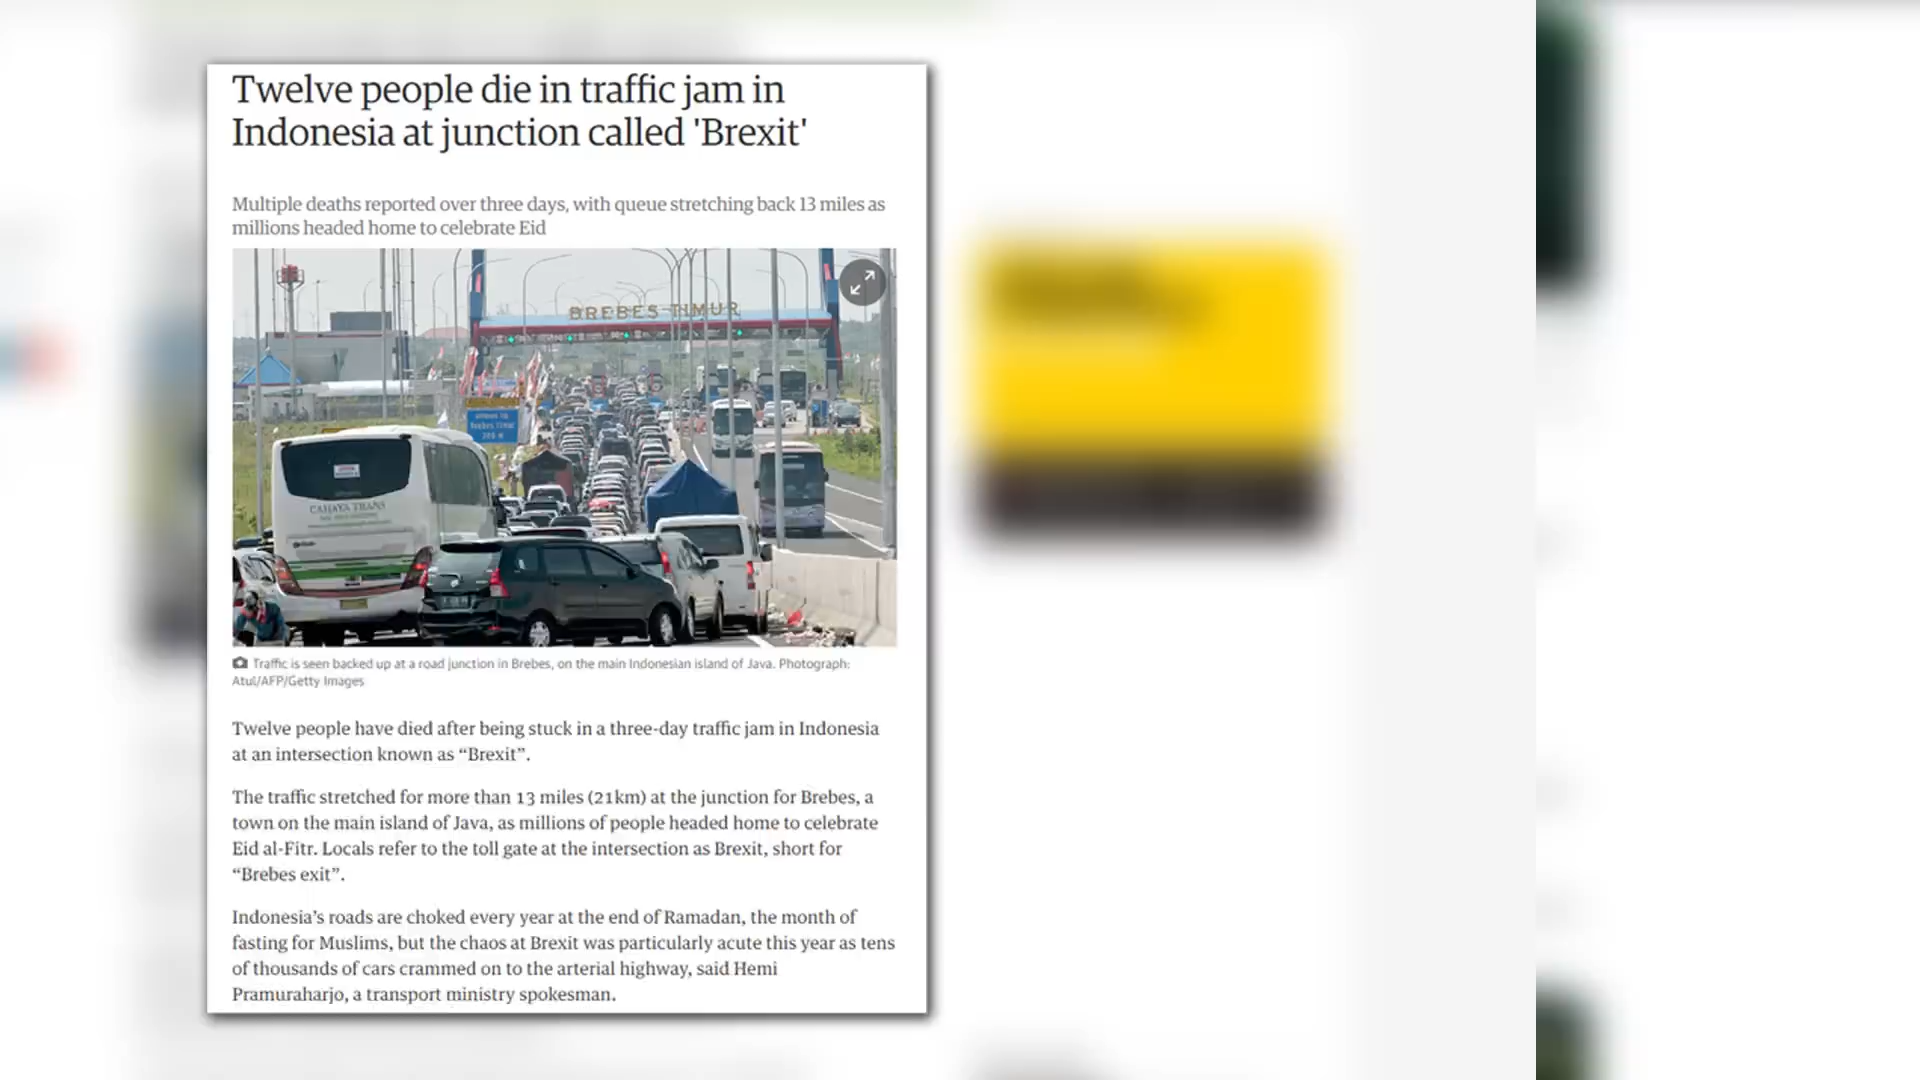 Twelve people die in traffic jam in
Indonesia at junction called 'Brexit'
Multiple deaths reported over three days, with queue stretching back 13 miles as
millions headed home to celebrate Eid
BREBES TIMUR
Brebes Timur
CAHAYA TRANS
Traffic is seen backed up at a road junction in Brebes, on the main Indonesian island of Java. Photograph:
Atul/AFP/Getty Images
Twelve people have died after being stuck in a three-day traffic jam in Indonesia
at an intersection known as “Brexit”.
The traffic stretched for more than 13 miles (21km) at the junction for Brebes, a
town on the main island of Java, as millions of people headed home to celebrate
Eid al-Fitr. Locals refer to the toll gate at the intersection as Brexit, short for
“Brebes exit”.
Indonesia’s roads are choked every year at the end of Ramadan, the month of
fasting for Muslims, but the chaos at Brexit was particularly acute this year as tens
of thousands of cars crammed on to the arterial highway, said Hemi
Pramuraharjo, a transport ministry spokesman.